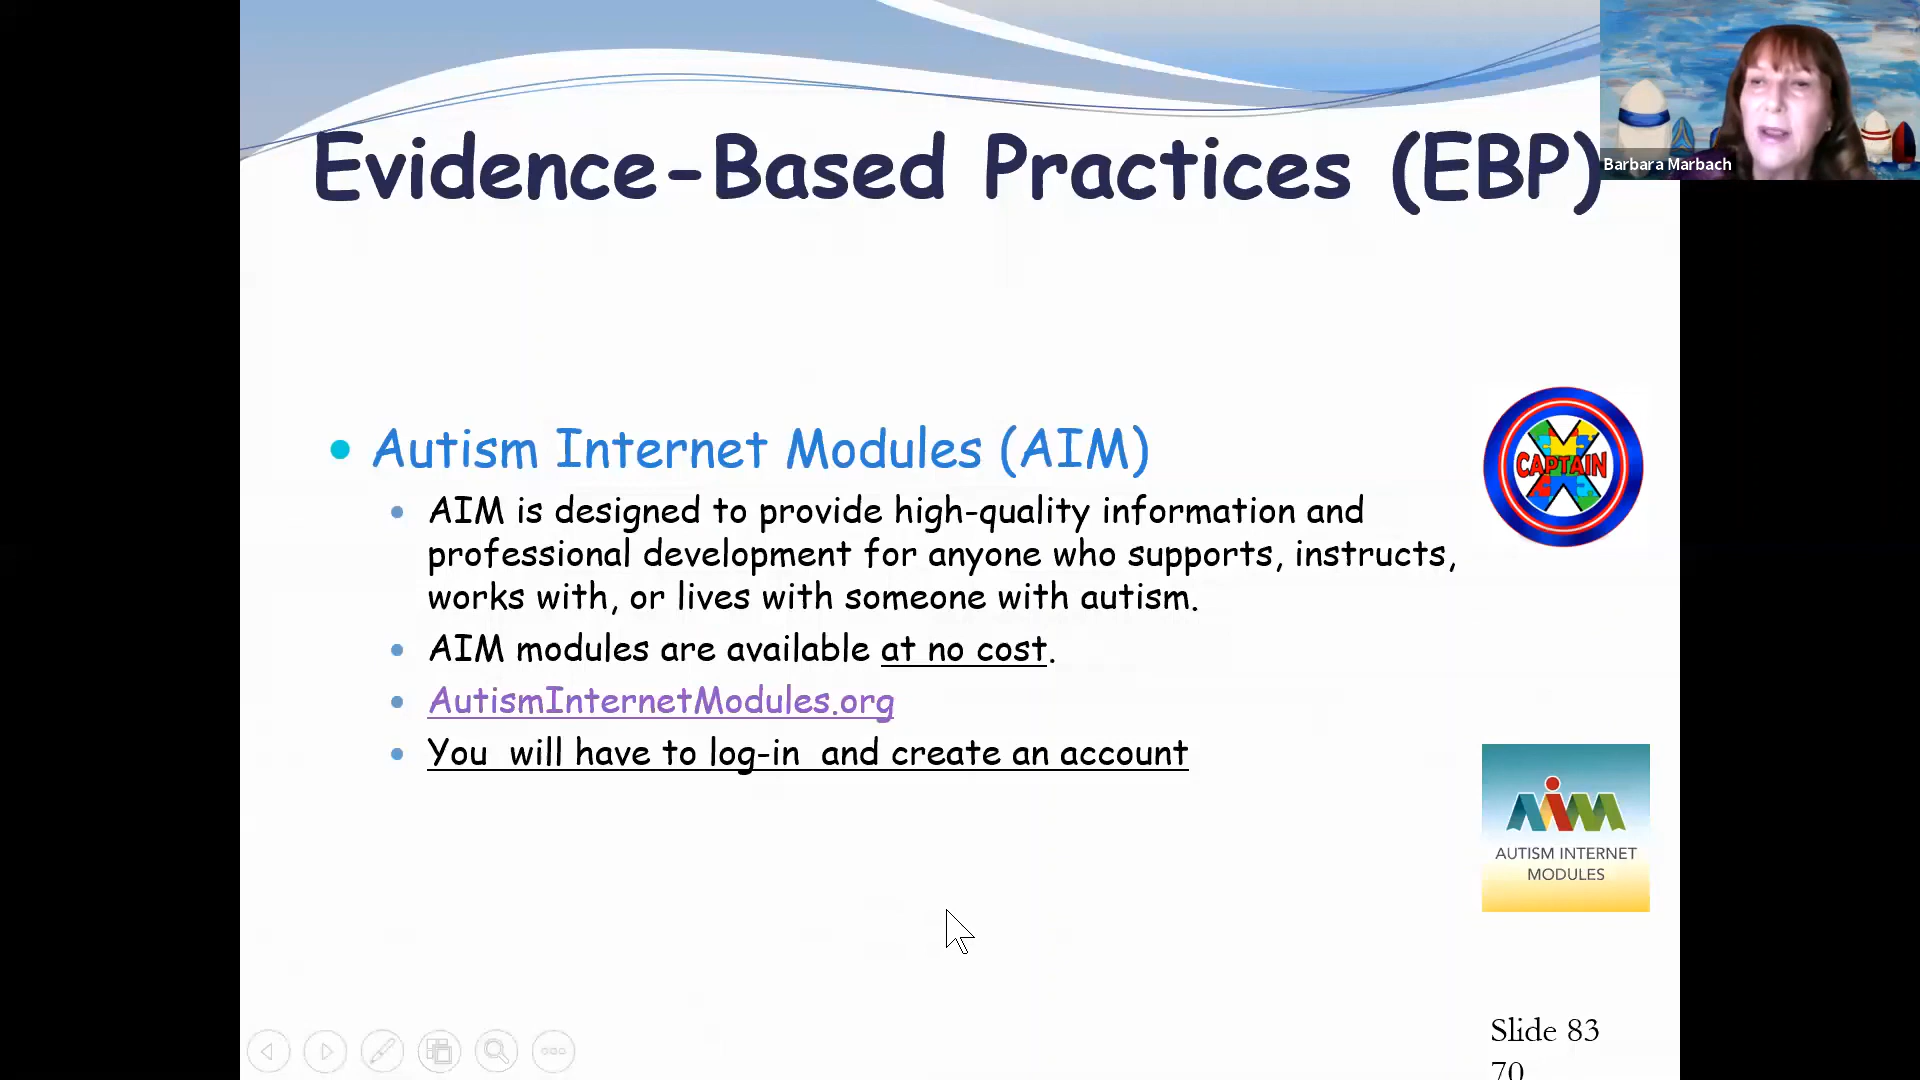 Evidence-Based Practices (EBP)
Barbara Marbach
Autism Internet Modules (AIM)
AIM is designed to provide high-quality information and
professional development for anyone who supports, instructs,
works with, or lives with someone with autism.
AIM modules are available at no cost.
AutismInternetModules.org
You  will have to log-in  and create an account
CAPTAIN
AIM
AUTISM INTERNET
MODULES
Slide 83
70